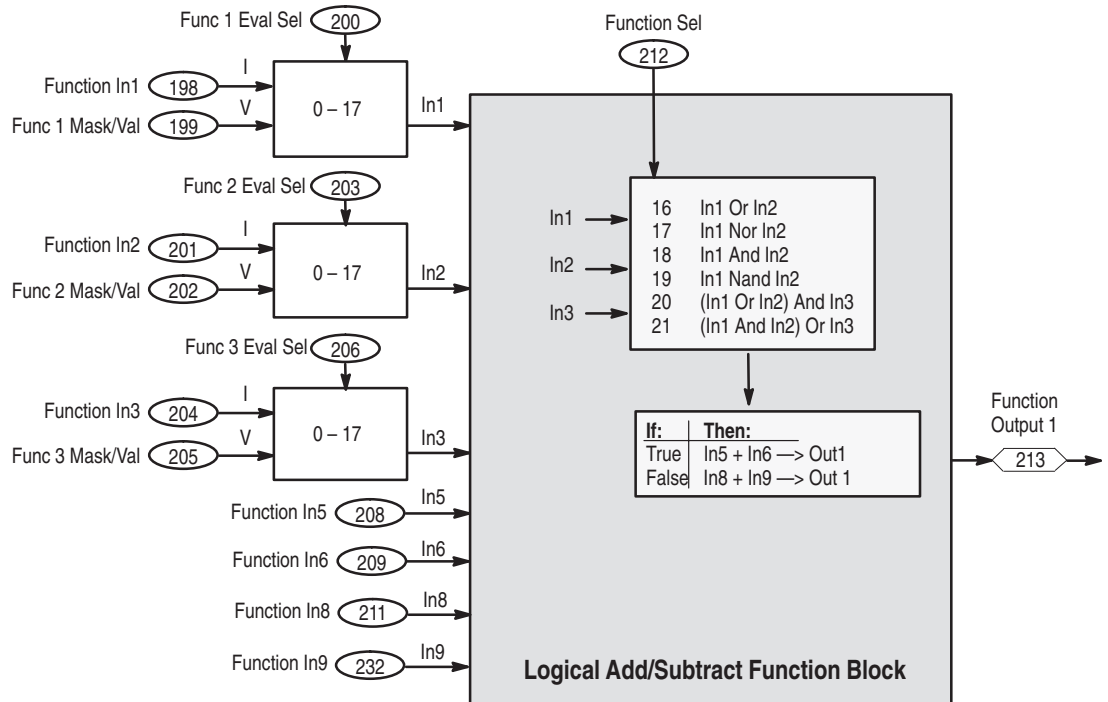 Func 1 Eval Sel 200
Function In1 198 I
Func 1 Mask/Val 199 V
0 – 17
In1
Func 2 Eval Sel 203
Function In2 201 I
Func 2 Mask/Val 202 V
0 – 17
In2
Func 3 Eval Sel 206
Function In3 204 I
Func 3 Mask/Val 205 V
0 – 17
In3
Function In5 208 In5
Function In6 209 In6
Function In8 211 In8
Function In9 232 In9
Function Sel
212
In1
In2
In3
16 In1 Or In2
17 In1 Nor In2
18 In1 And In2
19 In1 Nand In2
20 (In1 Or In2) And In3
21 (In1 And In2) Or In3
If: Then:
True In5 + In6 —> Out1
False In8 + In9 —> Out 1
Logical Add/Subtract Function Block
Function
Output 1
213